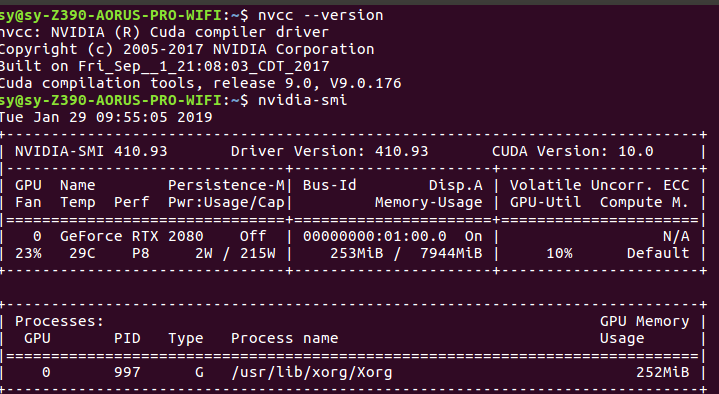 sy@sy-Z390-AORUS-PRO-WIFI:~$ nvcc --version
nvcc: NVIDIA (R) Cuda compiler driver
Copyright (c) 2005-2017 NVIDIA Corporation
Built on Fri_Sep__1_21:08:03_CDT_2017
Cuda compilation tools, release 9.0, V9.0.176
sy@sy-Z390-AORUS-PRO-WIFI:~$ nvidia-smi
Tue Jan 29 09:55:05 2019
+-----------------------------------------------------------------------------+
| NVIDIA-SMI 410.93       Driver Version: 410.93       CUDA Version: 10.0     |
|-------------------------------+----------------------+----------------------+
| GPU  Name        Persistence-M| Bus-Id        Disp.A | Volatile Uncorr. ECC |
| Fan  Temp  Perf  Pwr:Usage/Cap|         Memory-Usage | GPU-Util  Compute M. |
|===============================+======================+======================|
|   0  GeForce RTX 2080    Off  | 00000000:01:00.0  On |                  N/A |
| 23%   29C    P8     2W / 215W |    253MiB /  7944MiB |     10%      Default |
+-------------------------------+----------------------+----------------------+
+-----------------------------------------------------------------------------+
| Processes:                                                       GPU Memory |
|  GPU       PID   Type   Process name                             Usage      |
|=============================================================================|
|    0       997      G   /usr/lib/xorg/Xorg                           252MiB |
+-----------------------------------------------------------------------------+